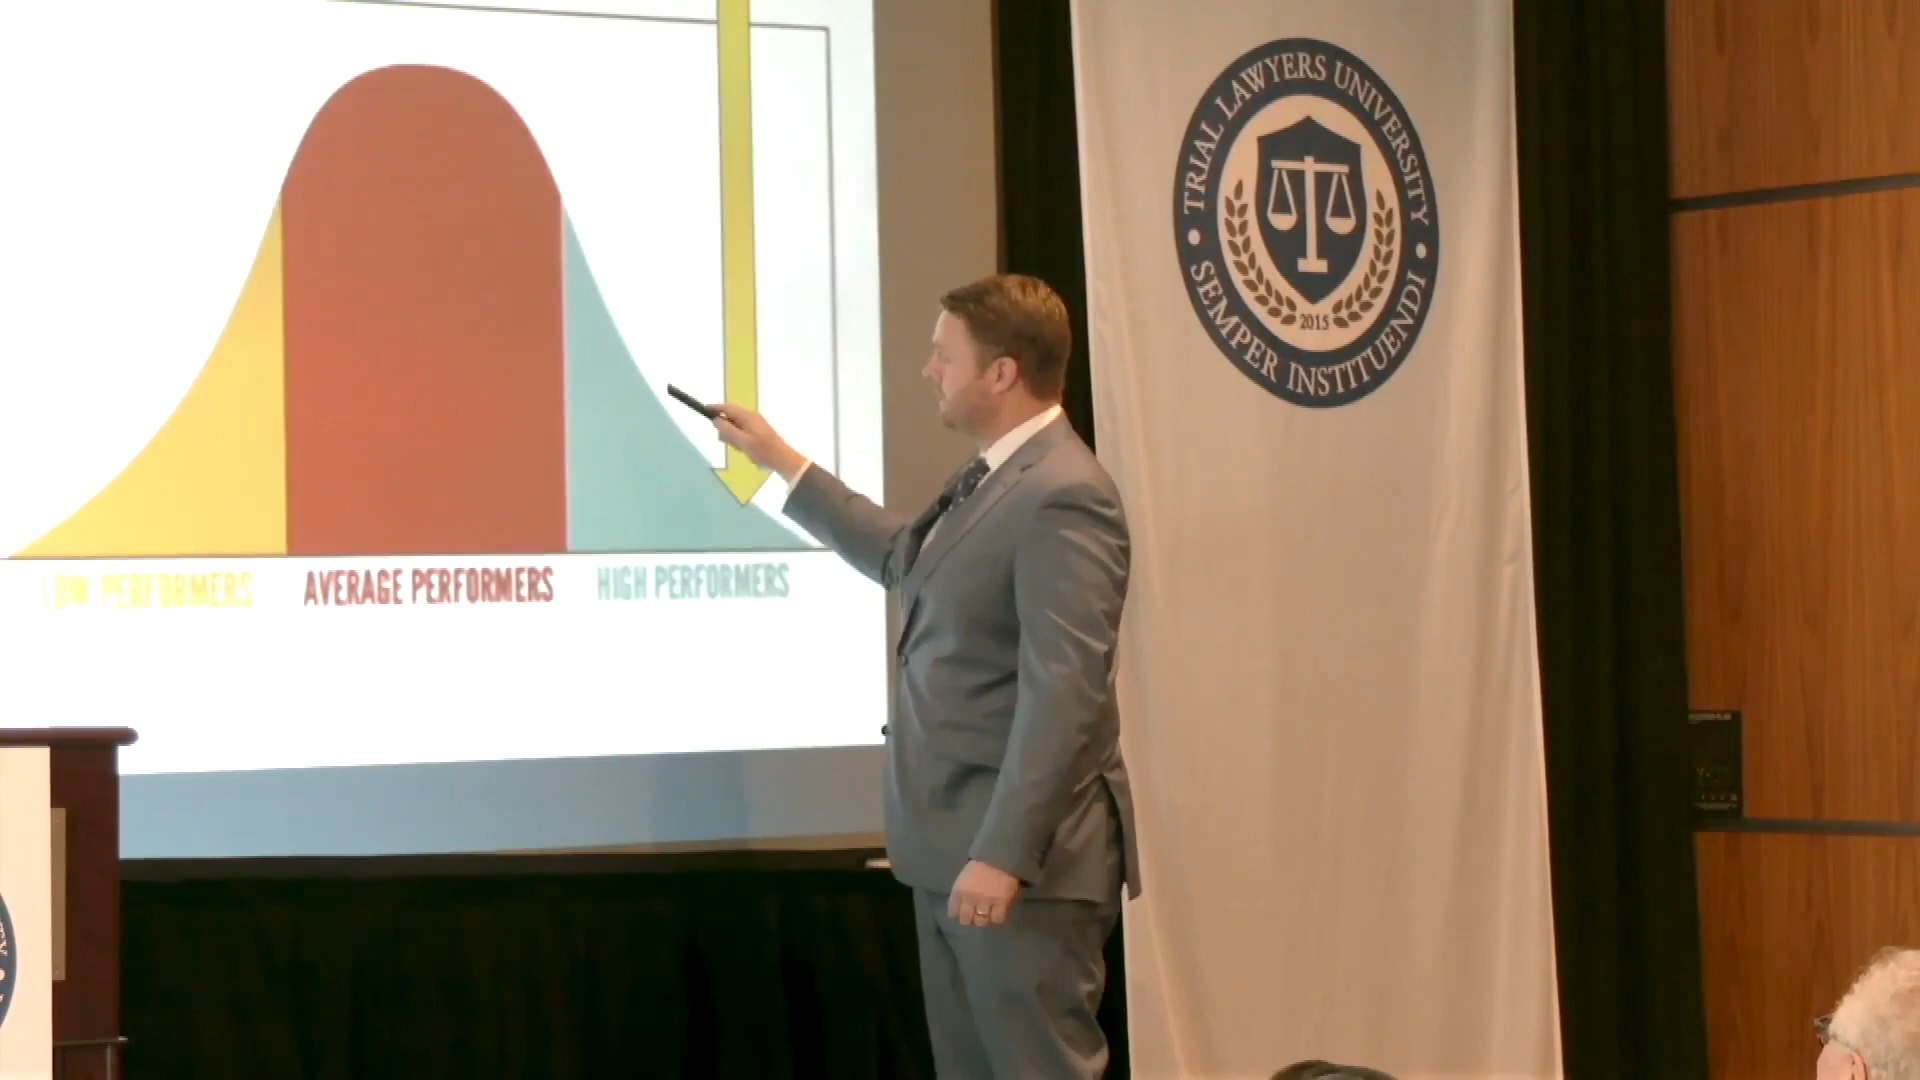 LOW PERFORMERS
AVERAGE PERFORMERS
HIGH PERFORMERS
TRIAL LAWYERS UNIVERSITY
SEMPER INSTITUENDI
2015